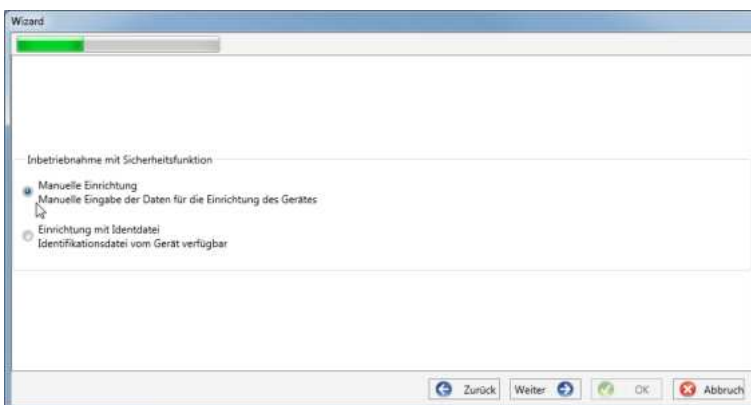 Wizard
Inbetriebnahme mit Sicherheitsfunktion
Manuelle Einrichtung
Manuelle Eingabe der Daten für die Einrichtung des Gerätes
Einrichtung mit Identdatei
Identifikationsdatei vom Gerät verfügbar
Zurück Weiter OK Abbruch